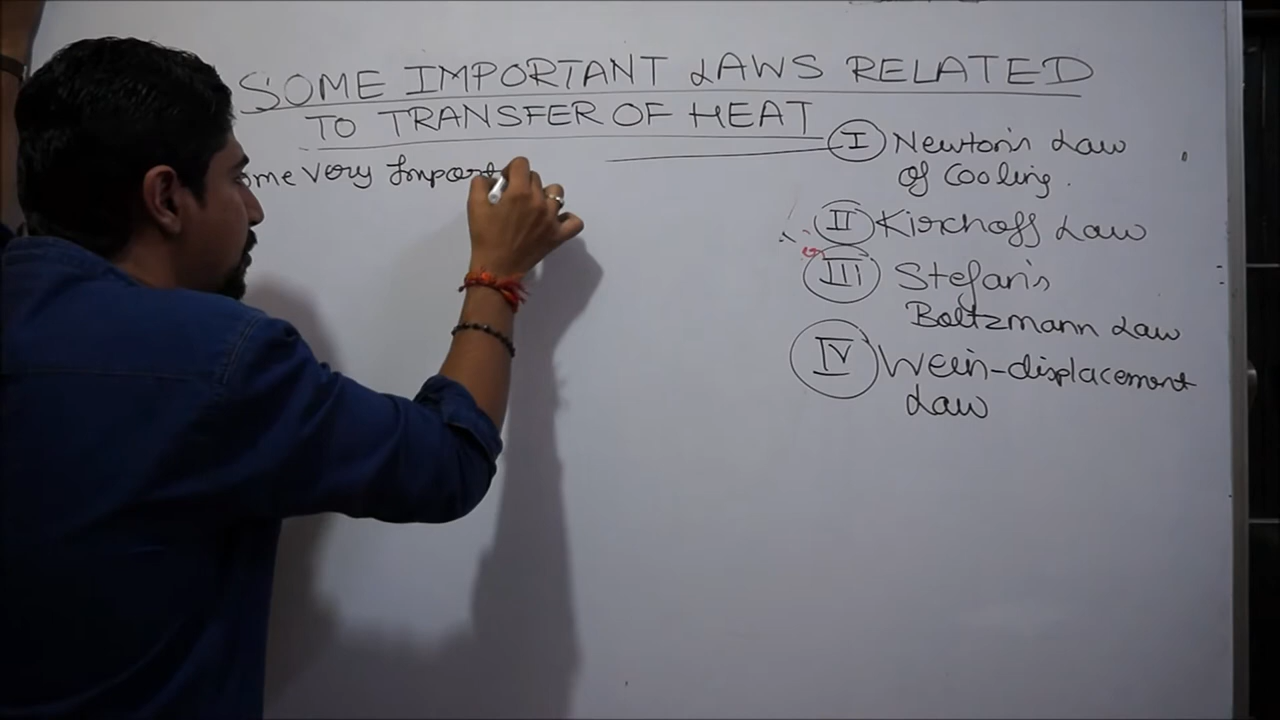 SOME IMPORTANT LAWS RELATED
TO TRANSFER OF HEAT
ome Very Import
I Newton's Law
of Cooling.
II Kirchoff Law
III Stefan's
Boltzmann Law
IV Wein-displacement
Law